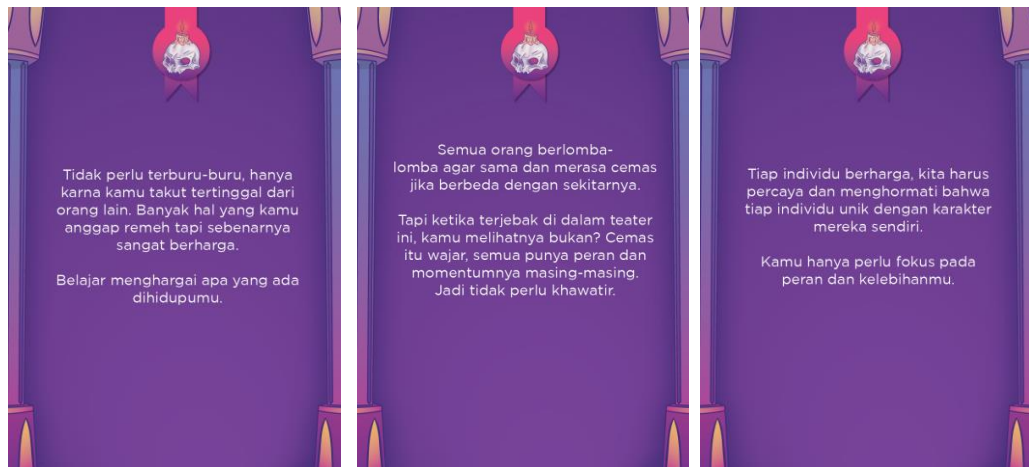 Tidak perlu terburu-buru, hanya
karna kamu takut tertinggal dari
orang lain. Banyak hal yang kamu
anggap remeh tapi sebenarnya
sangat berharga.
Belajar menghargai apa yang ada
dihidupumu.
Semua orang berlomba-
lomba agar sama dan merasa cemas
jika berbeda dengan sekitarnya.
Tapi ketika terjebak di dalam teater
ini, kamu melihatnya bukan? Cemas
itu wajar, semua punya peran dan
momentumnya masing-masing.
Jadi tidak perlu khawatir.
Tiap individu berharga, kita harus
percaya dan menghormati bahwa
tiap individu unik dengan karakter
mereka sendiri.
Kamu hanya perlu fokus pada
peran dan kelebihanmu.